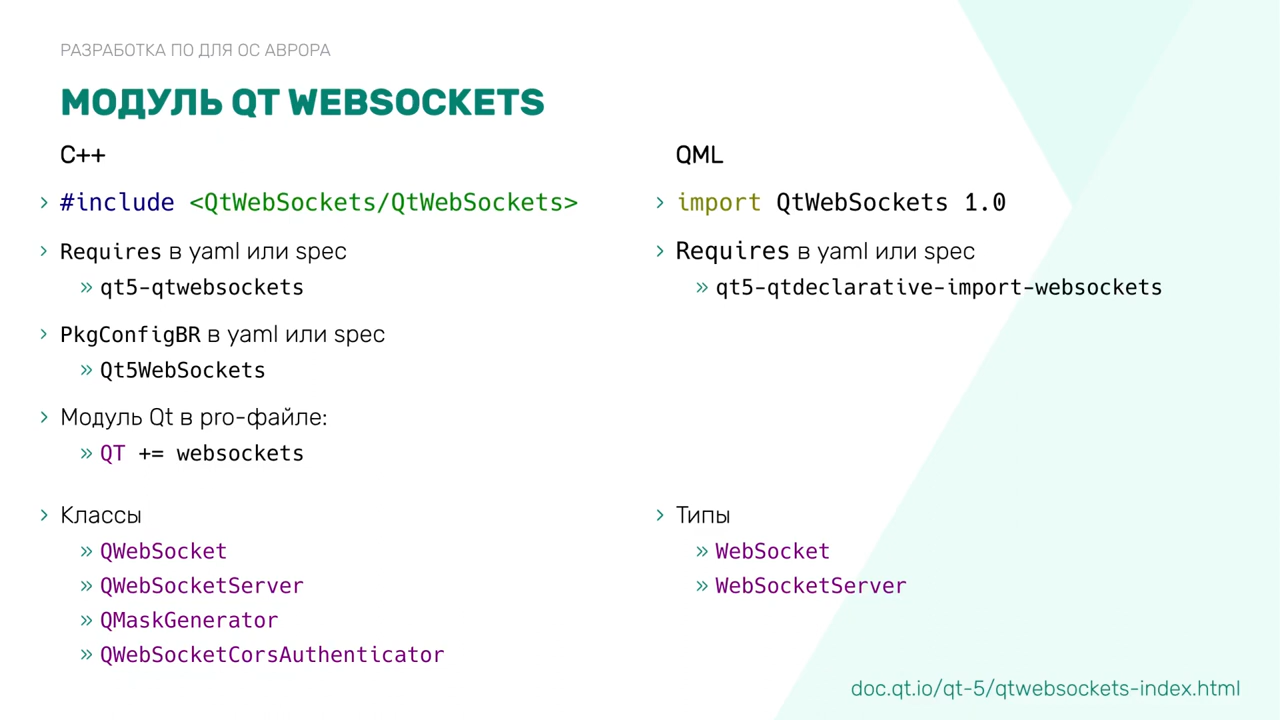 РАЗРАБОТКА ПО ДЛЯ ОС АВРОРА
МОДУЛЬ QT WEBSOCKETS
C++
› #include <QtWebSockets/QtWebSockets>
› Requires в yaml или spec
» qt5-qtwebsockets
› PkgConfigBR в yaml или spec
» Qt5WebSockets
› Модуль Qt в pro-файле:
» QT += websockets
› Классы
» QWebSocket
» QWebSocketServer
» QMaskGenerator
» QWebSocketCorsAuthenticator
QML
› import QtWebSockets 1.0
› Requires в yaml или spec
» qt5-qtdeclarative-import-websockets
› Типы
» WebSocket
» WebSocketServer
doc.qt.io/qt-5/qtwebsockets-index.html